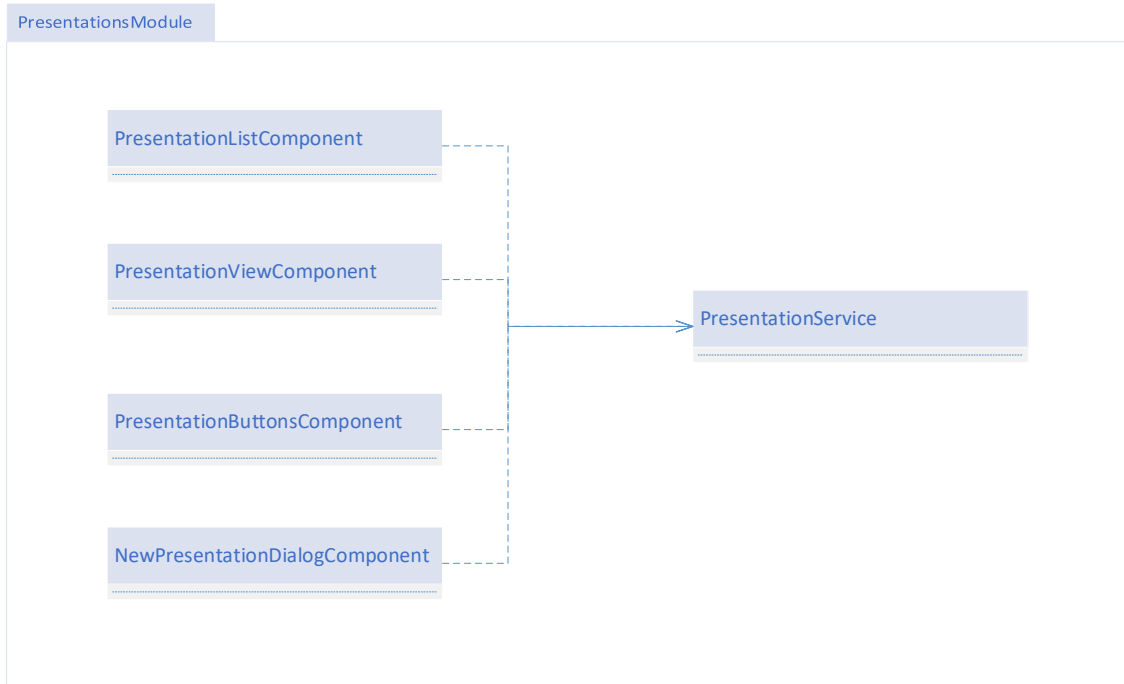 PresentationsModule
PresentationListComponent
PresentationViewComponent
PresentationService
PresentationButtonsComponent
NewPresentationDialogComponent